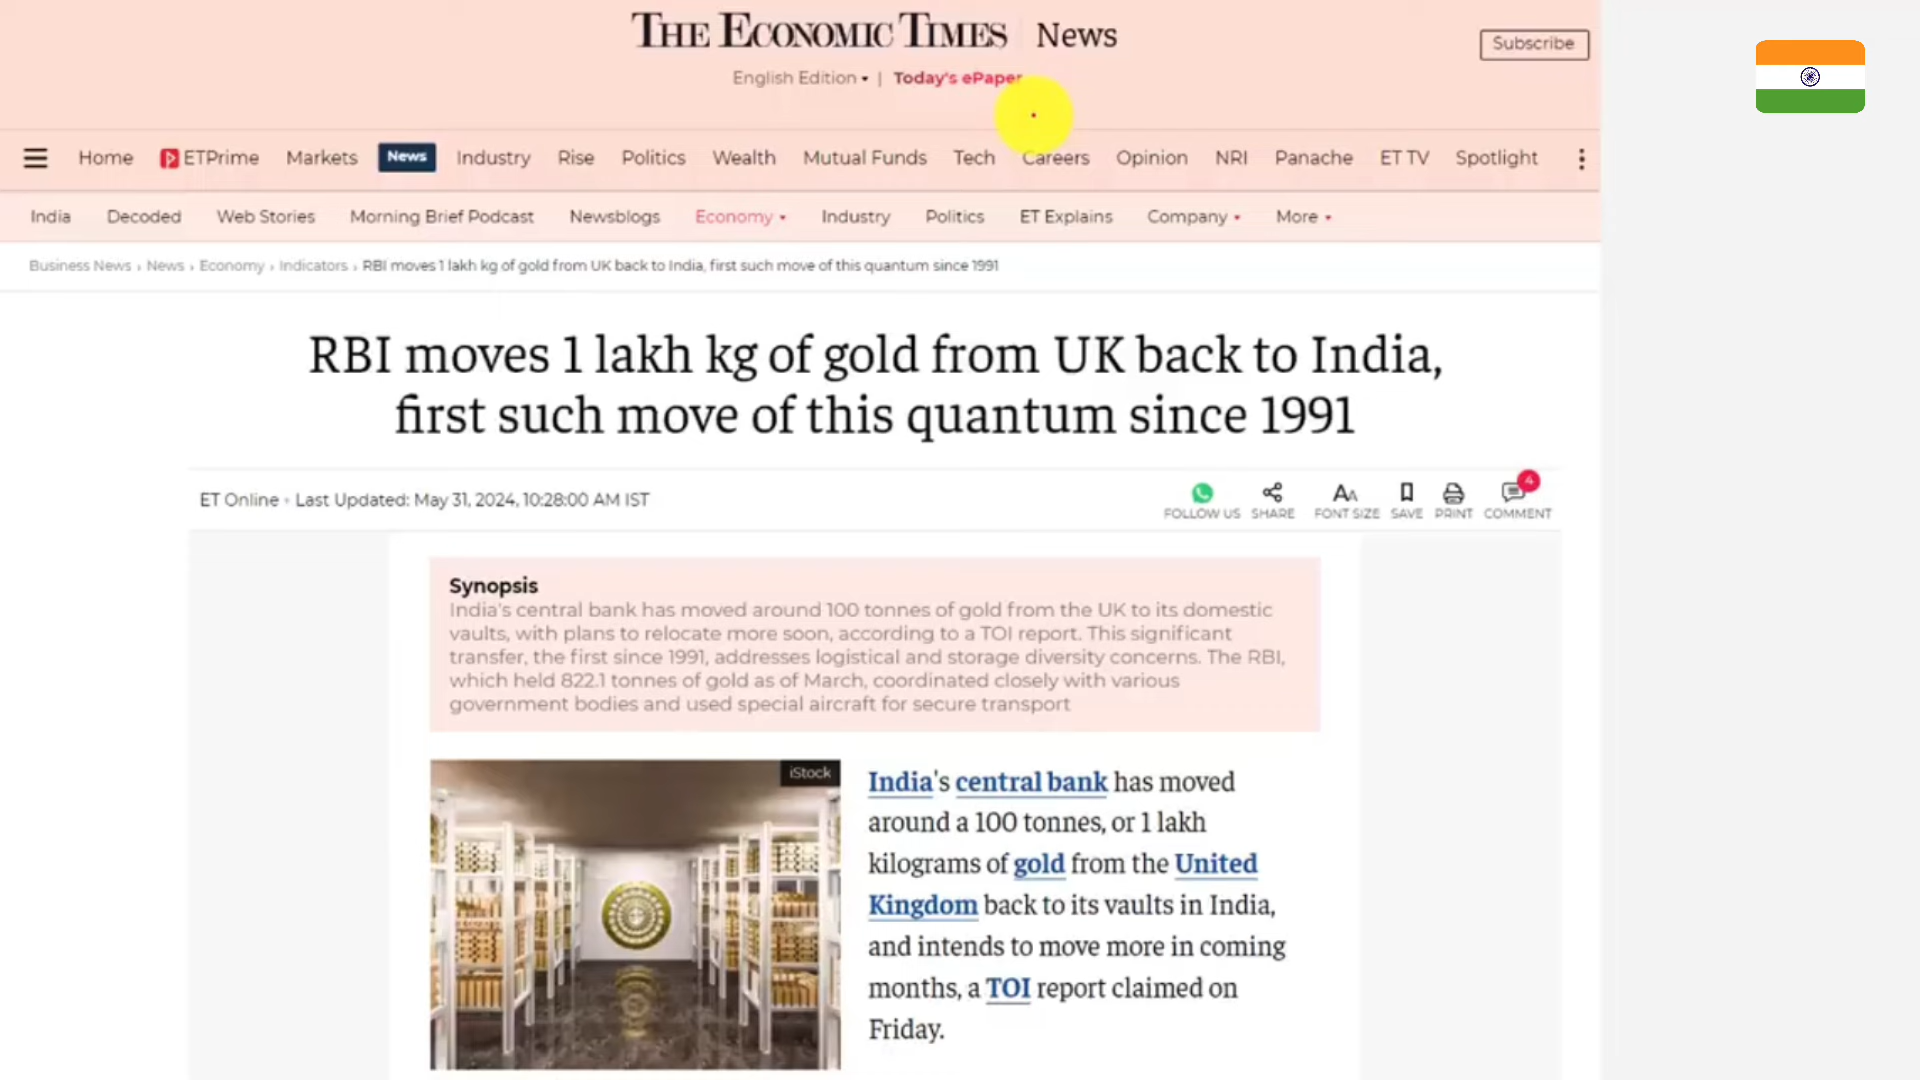 THE ECONOMIC TIMES | News
Subscribe
English Edition | Today's ePaper
Home ETPrime Markets News Industry Rise Politics Wealth Mutual Funds Tech Careers Opinion NRI Panache ET TV Spotlight
India Decoded Web Stories Morning Brief Podcast Newsblogs Economy Industry Politics ET Explains Company More
Business News › News › Economy › Indicators › RBI moves 1 lakh kg of gold from UK back to India, first such move of this quantum since 1991
RBI moves 1 lakh kg of gold from UK back to India,
first such move of this quantum since 1991
ET Online • Last Updated: May 31, 2024, 10:28:00 AM IST
4
FOLLOW US SHARE FONT SIZE SAVE PRINT COMMENT
Synopsis
India's central bank has moved around 100 tonnes of gold from the UK to its domestic
vaults, with plans to relocate more soon, according to a TOI report. This significant
transfer, the first since 1991, addresses logistical and storage diversity concerns. The RBI,
which held 822.1 tonnes of gold as of March, coordinated closely with various
government bodies and used special aircraft for secure transport
iStock
India's central bank has moved
around a 100 tonnes, or 1 lakh
kilograms of gold from the United
Kingdom back to its vaults in India,
and intends to move more in coming
months, a TOI report claimed on
Friday.